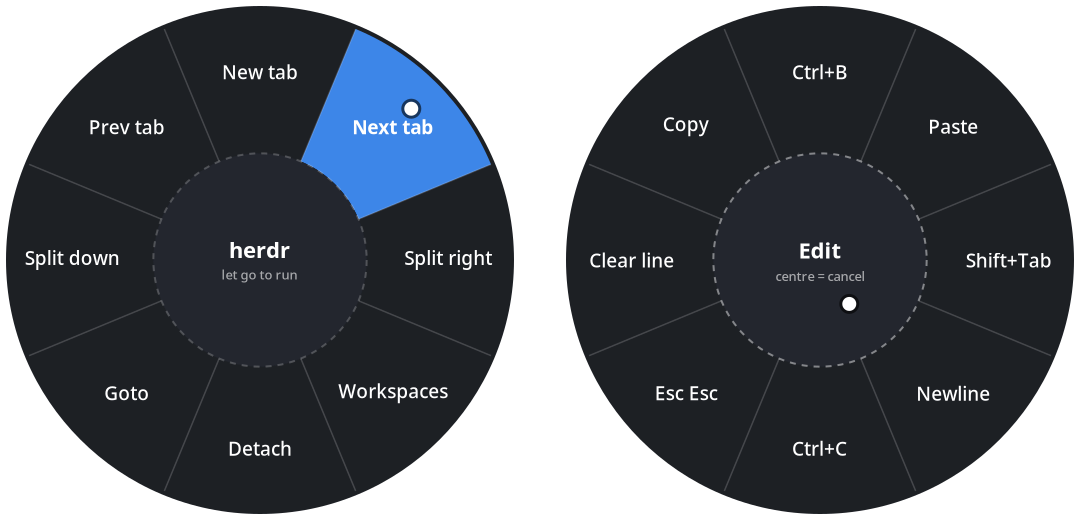 New tab
Prev tab
Next tab
Split down
herdr
let go to run
Split right
Goto
Workspaces
Detach
Ctrl+B
Copy
Paste
Clear line
Edit
centre = cancel
Shift+Tab
Esc Esc
Newline
Ctrl+C